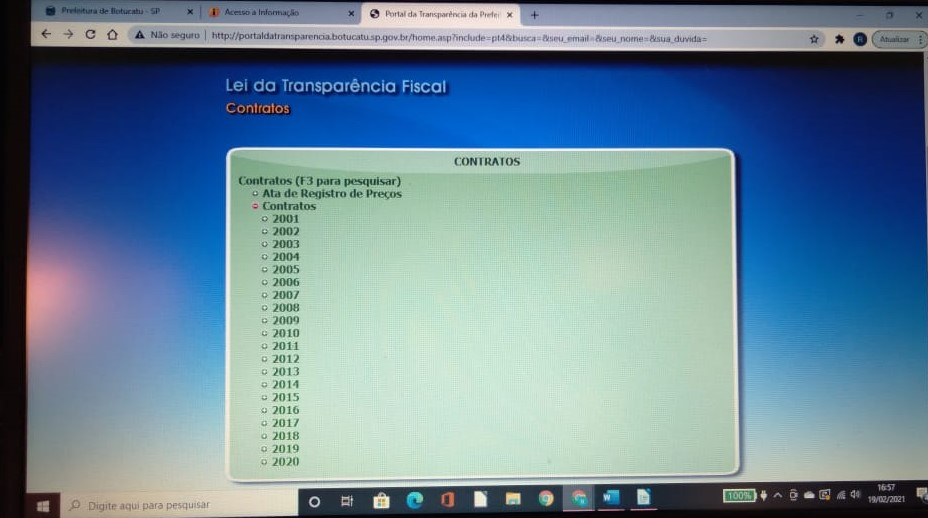 Prefeitura de Botucatu - SP
Acesso a Informação
Portal da Transparência da Prefei
Não seguro
http://portaldatransparencia.botucatu.sp.gov.br/home.asp?include=pt4&busca=&seu_email=&seu_nome=&sua_duvida=
Atualizar
Lei da Transparência Fiscal
Contratos
CONTRATOS
Contratos (F3 para pesquisar)
Ata de Registro de Preços
Contratos
2001
2002
2003
2004
2005
2006
2007
2008
2009
2010
2011
2012
2013
2014
2015
2016
2017
2018
2019
2020
Digite aqui para pesquisar
100%
16:57
19/02/2021